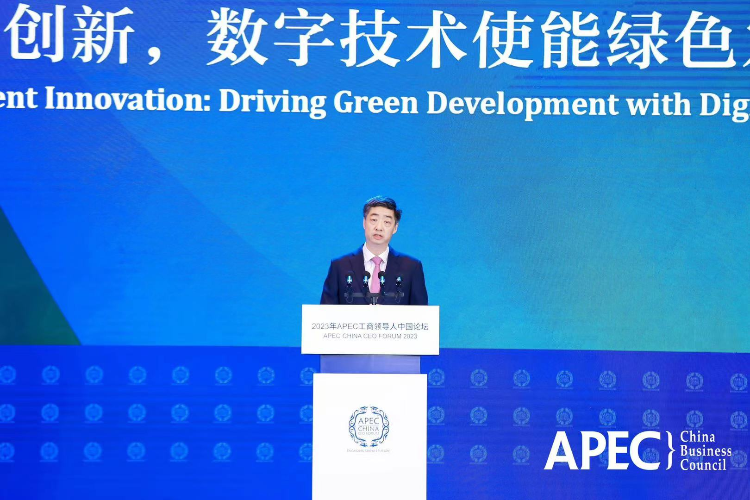 创新，数字技术使能绿色
ent Innovation: Driving Green Development with Dig
2023年APEC工商领导人中国论坛
APEC CHINA CEO FORUM 2023
APEC
CHINA
APEC
China
Business
Council